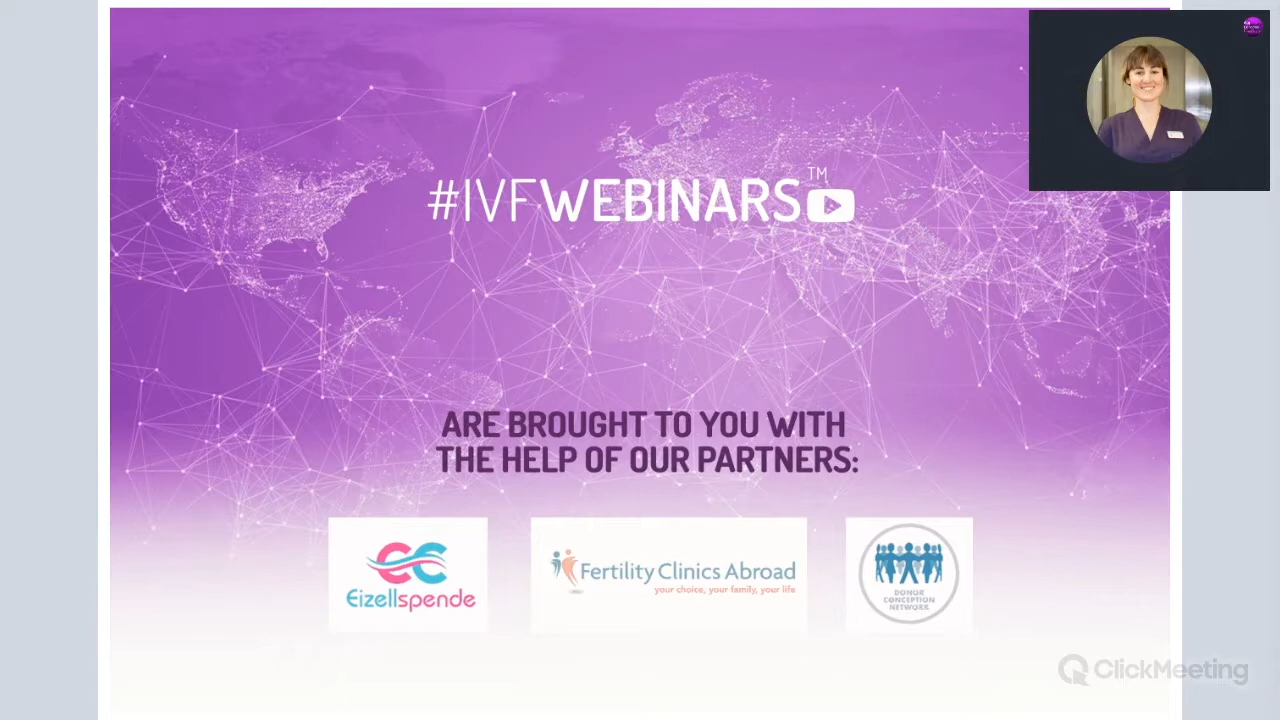 #IVFWEBINARS™
ARE BROUGHT TO YOU WITH
THE HELP OF OUR PARTNERS:
Eizellspende
Fertility Clinics Abroad
your choice, your family, your life
DONOR
CONCEPTION
NETWORK
ClickMeeting